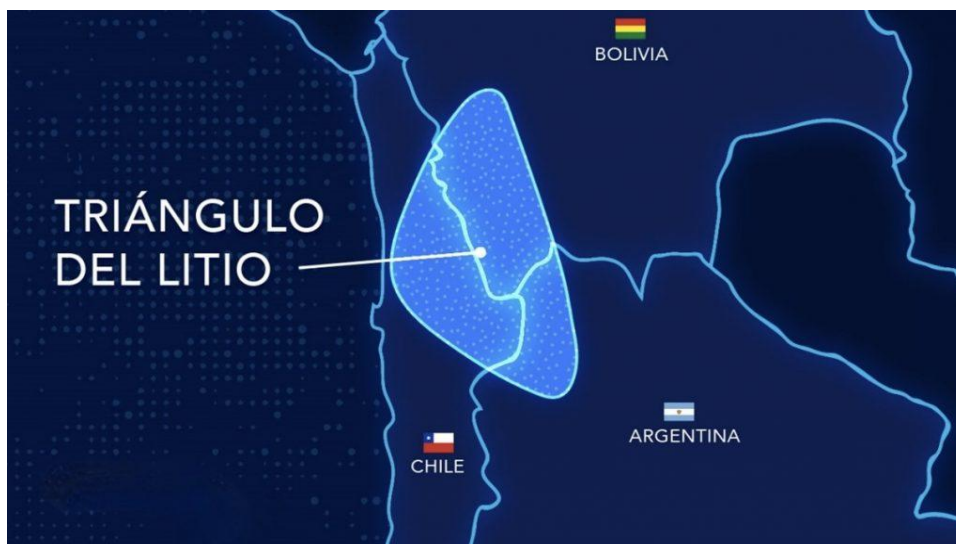 BOLIVIA
TRIÁNGULO
DEL LITIO
ARGENTINA
CHILE